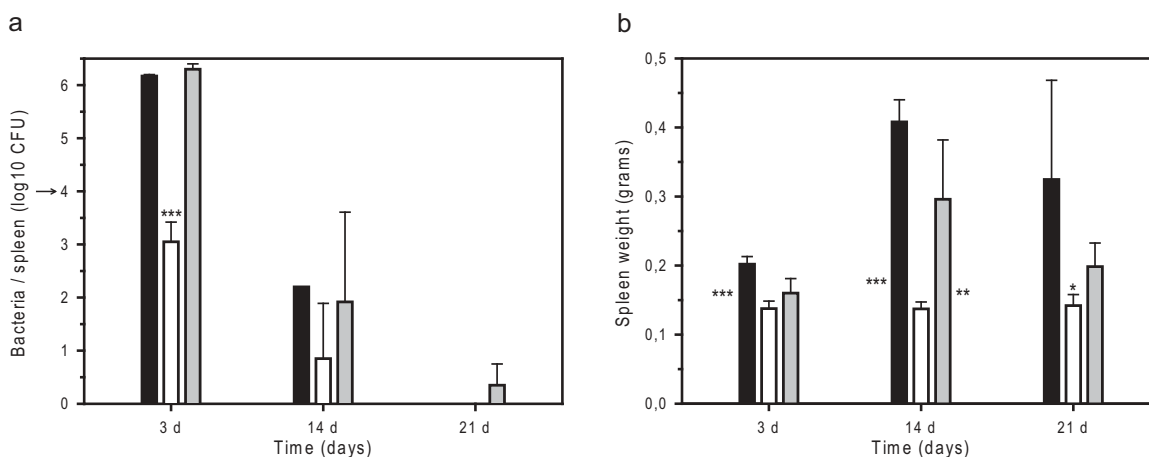 a
Bacteria / spleen (log10 CFU)
6
5
→ 4
3
2
1
0
***
3 d
14 d
21 d
Time (days)
b
Spleen weight (grams)
0,5
0,4
0,3
0,2
0,1
0,0
***
***
**
*
3 d
14 d
21 d
Time (days)